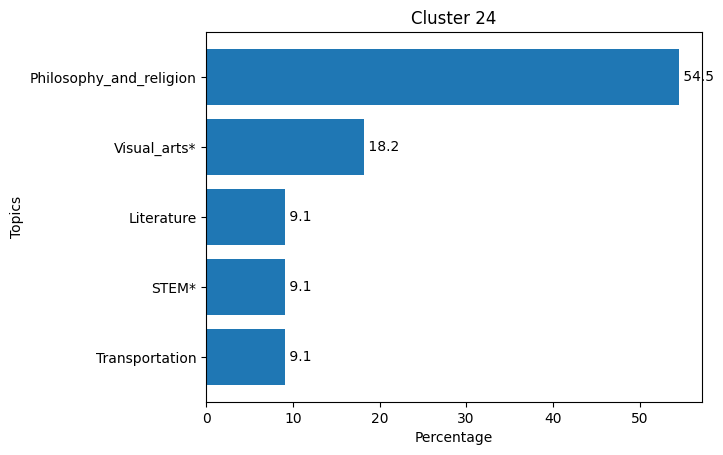 Cluster 24
Topics
Philosophy_and_religion 54.5
Visual_arts* 18.2
Literature 9.1
STEM* 9.1
Transportation 9.1
0 10 20 30 40 50
Percentage